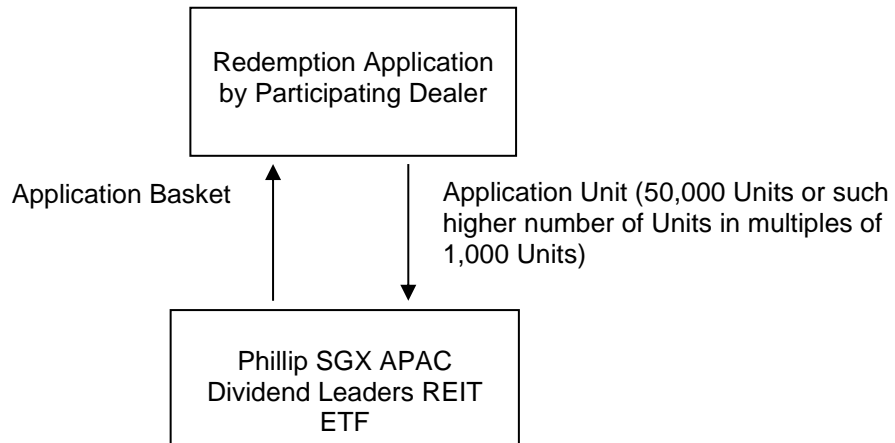 Redemption Application
by Participating Dealer
Application Basket
Application Unit (50,000 Units or such
higher number of Units in multiples of
1,000 Units)
Phillip SGX APAC
Dividend Leaders REIT
ETF